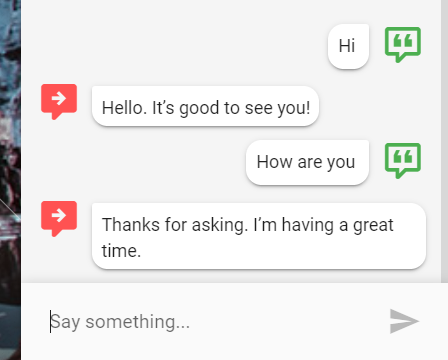 Hi
Hello. It’s good to see you!
How are you
Thanks for asking. I’m having a great
time.
Say something...